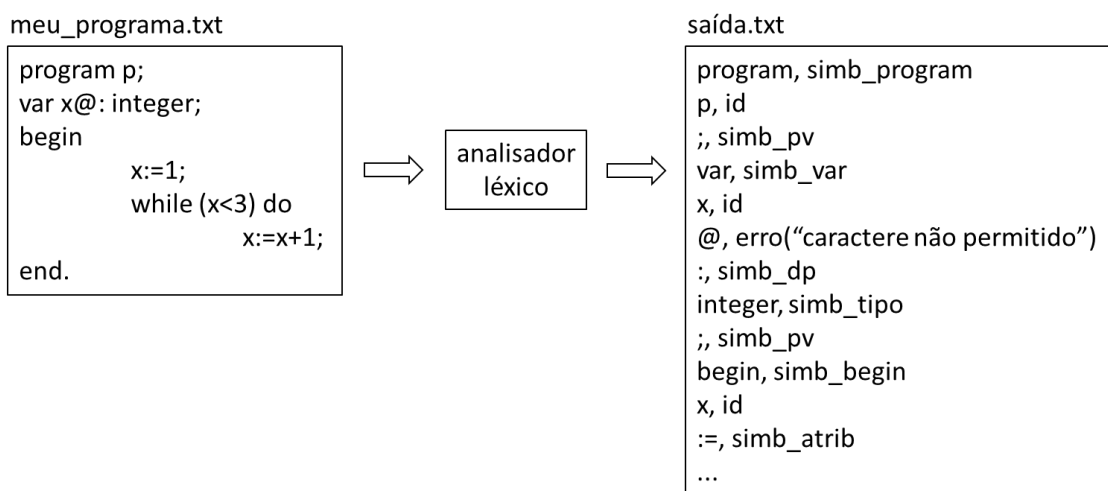 meu_programa.txt
program p;
var x@: integer;
begin
x:=1;
while (x<3) do
x:=x+1;
end.
analisador
léxico
saída.txt
program, simb_program
p, id
;, simb_pv
var, simb_var
x, id
@, erro(“caractere não permitido”)
:, simb_dp
integer, simb_tipo
;, simb_pv
begin, simb_begin
x, id
:=, simb_atrib
...